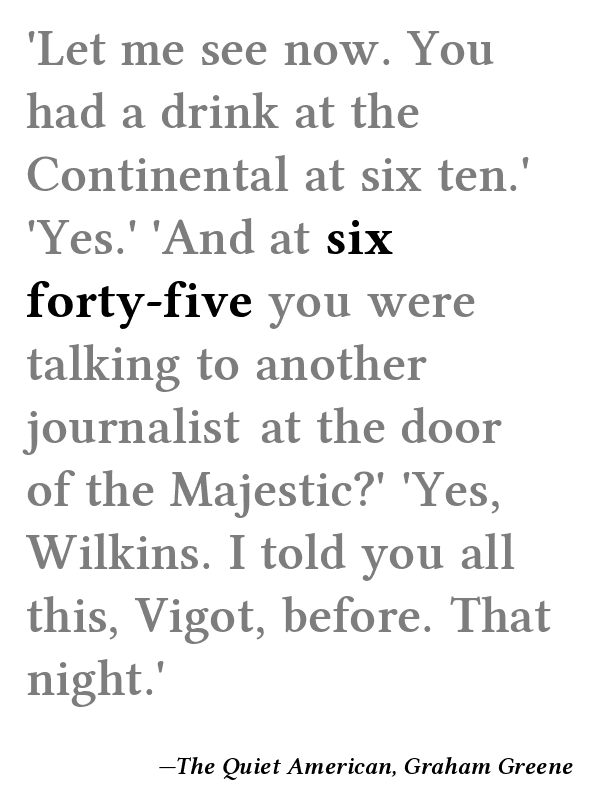 'Let me see now. You
had a drink at the
Continental at six ten.'
'Yes.' 'And at six
forty-five you were
talking to another
journalist at the door
of the Majestic?' 'Yes,
Wilkins. I told you all
this, Vigot, before. That
night.'
—The Quiet American, Graham Greene